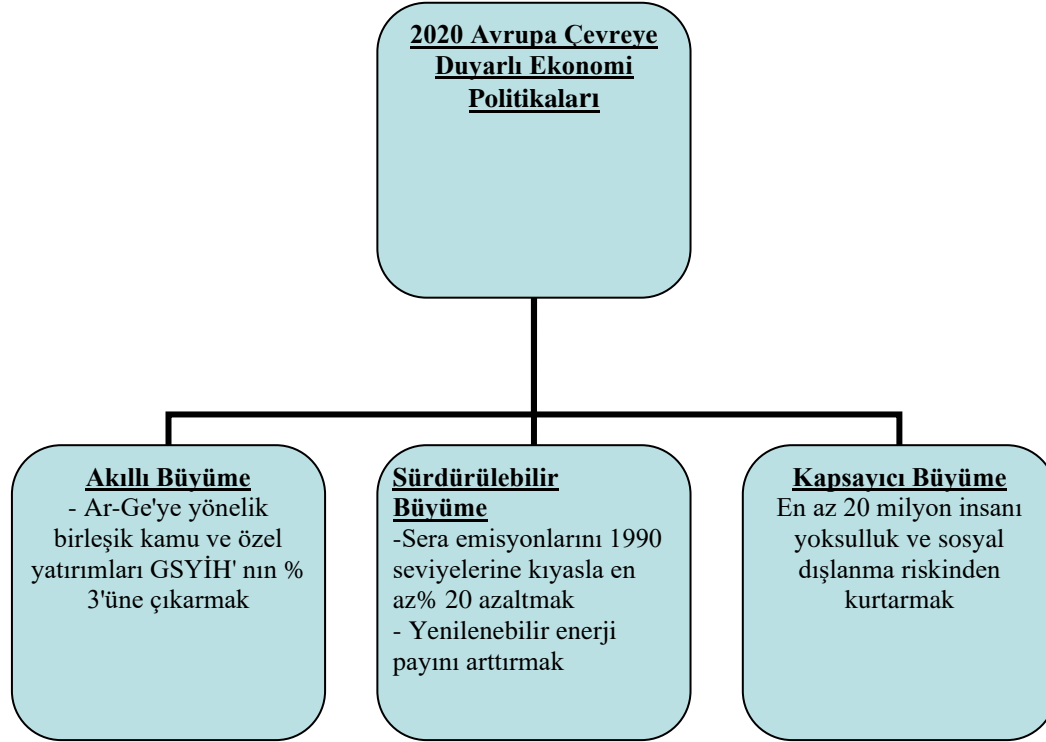 2020 Avrupa Çevreye
Duyarlı Ekonomi
Politikaları
Akıllı Büyüme
- Ar-Ge'ye yönelik
birleşik kamu ve özel
yatırımları GSYİH' nın %
3'üne çıkarmak
Sürdürülebilir
Büyüme
-Sera emisyonlarını 1990
seviyelerine kıyasla en
az% 20 azaltmak
- Yenilenebilir enerji
payını arttırmak
Kapsayıcı Büyüme
En az 20 milyon insanı
yoksulluk ve sosyal
dışlanma riskinden
kurtarmak